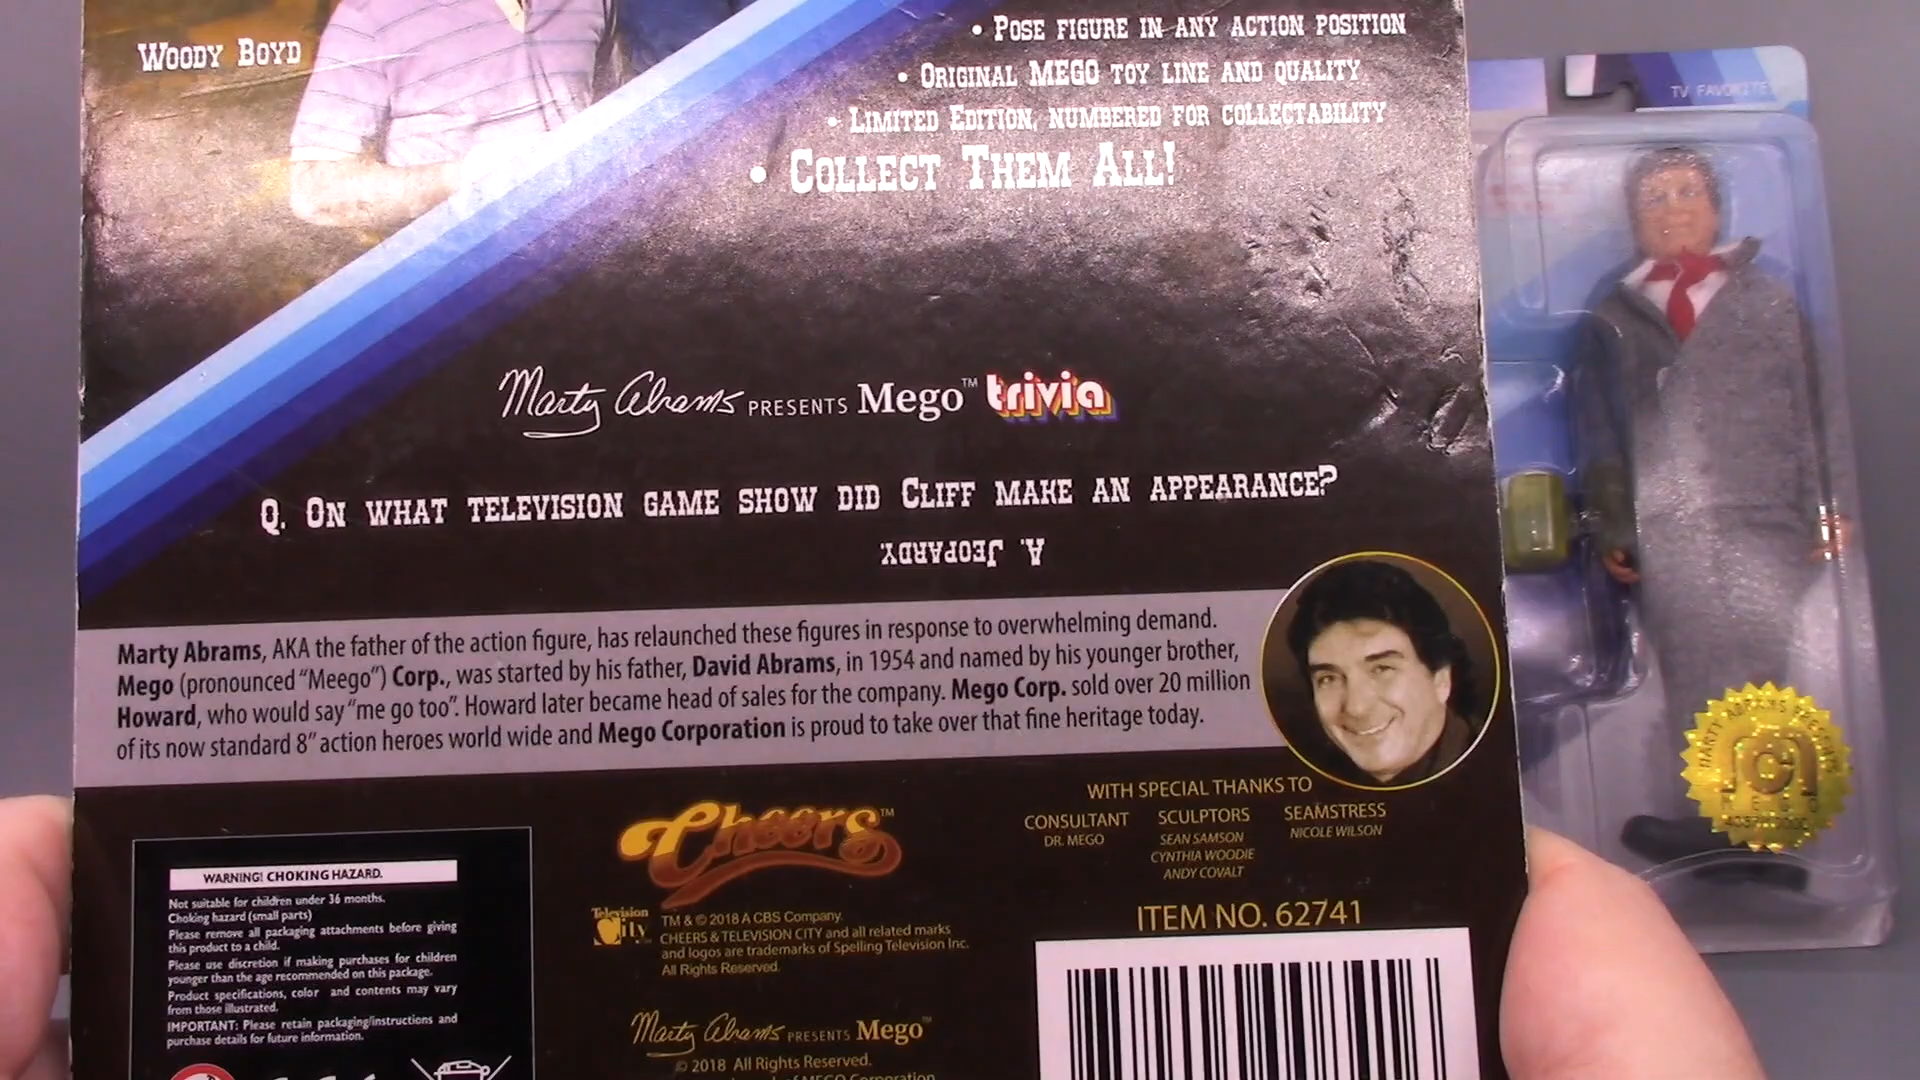 WOODY BOYD
• POSE FIGURE IN ANY ACTION POSITION
• ORIGINAL MEGO TOY LINE AND QUALITY
• LIMITED EDITION, NUMBERED FOR COLLECTABILITY
• COLLECT THEM ALL!
TV FAVORITE
Marty Abrams PRESENTS Mego™ trivia
Q. ON WHAT TELEVISION GAME SHOW DID CLIFF MAKE AN APPEARANCE?
A. JEOPARDY.
Marty Abrams, AKA the father of the action figure, has relaunched these figures in response to overwhelming demand.
Mego (pronounced “Meego”) Corp., was started by his father, David Abrams, in 1954 and named by his younger brother,
Howard, who would say “me go too”. Howard later became head of sales for the company. Mego Corp. sold over 20 million
of its now standard 8” action heroes world wide and Mego Corporation is proud to take over that fine heritage today.
WARNING! CHOKING HAZARD.
Not suitable for children under 36 months.
Choking hazard (small parts)
Please remove all packaging attachments before giving
this product to a child.
Please use discretion if making purchases for children
younger than the age recommended on this package.
Product specifications, color and contents may vary
from those illustrated.
IMPORTANT: Please retain packaging/instructions and
purchase details for future information.
Cheers™
Television City
TM & © 2018 A CBS Company.
CHEERS & TELEVISION CITY and all related marks
and logos are trademarks of Spelling Television Inc.
All Rights Reserved.
Marty Abrams PRESENTS Mego™
© 2018 All Rights Reserved.
of MEGO Corporation
WITH SPECIAL THANKS TO
CONSULTANT
DR. MEGO
SCULPTORS
SEAN SAMSON
CYNTHIA WOODIE
ANDY COVALT
SEAMSTRESS
NICOLE WILSON
ITEM NO. 62741
MARTY ABRAMS PRESENTS
MEGO